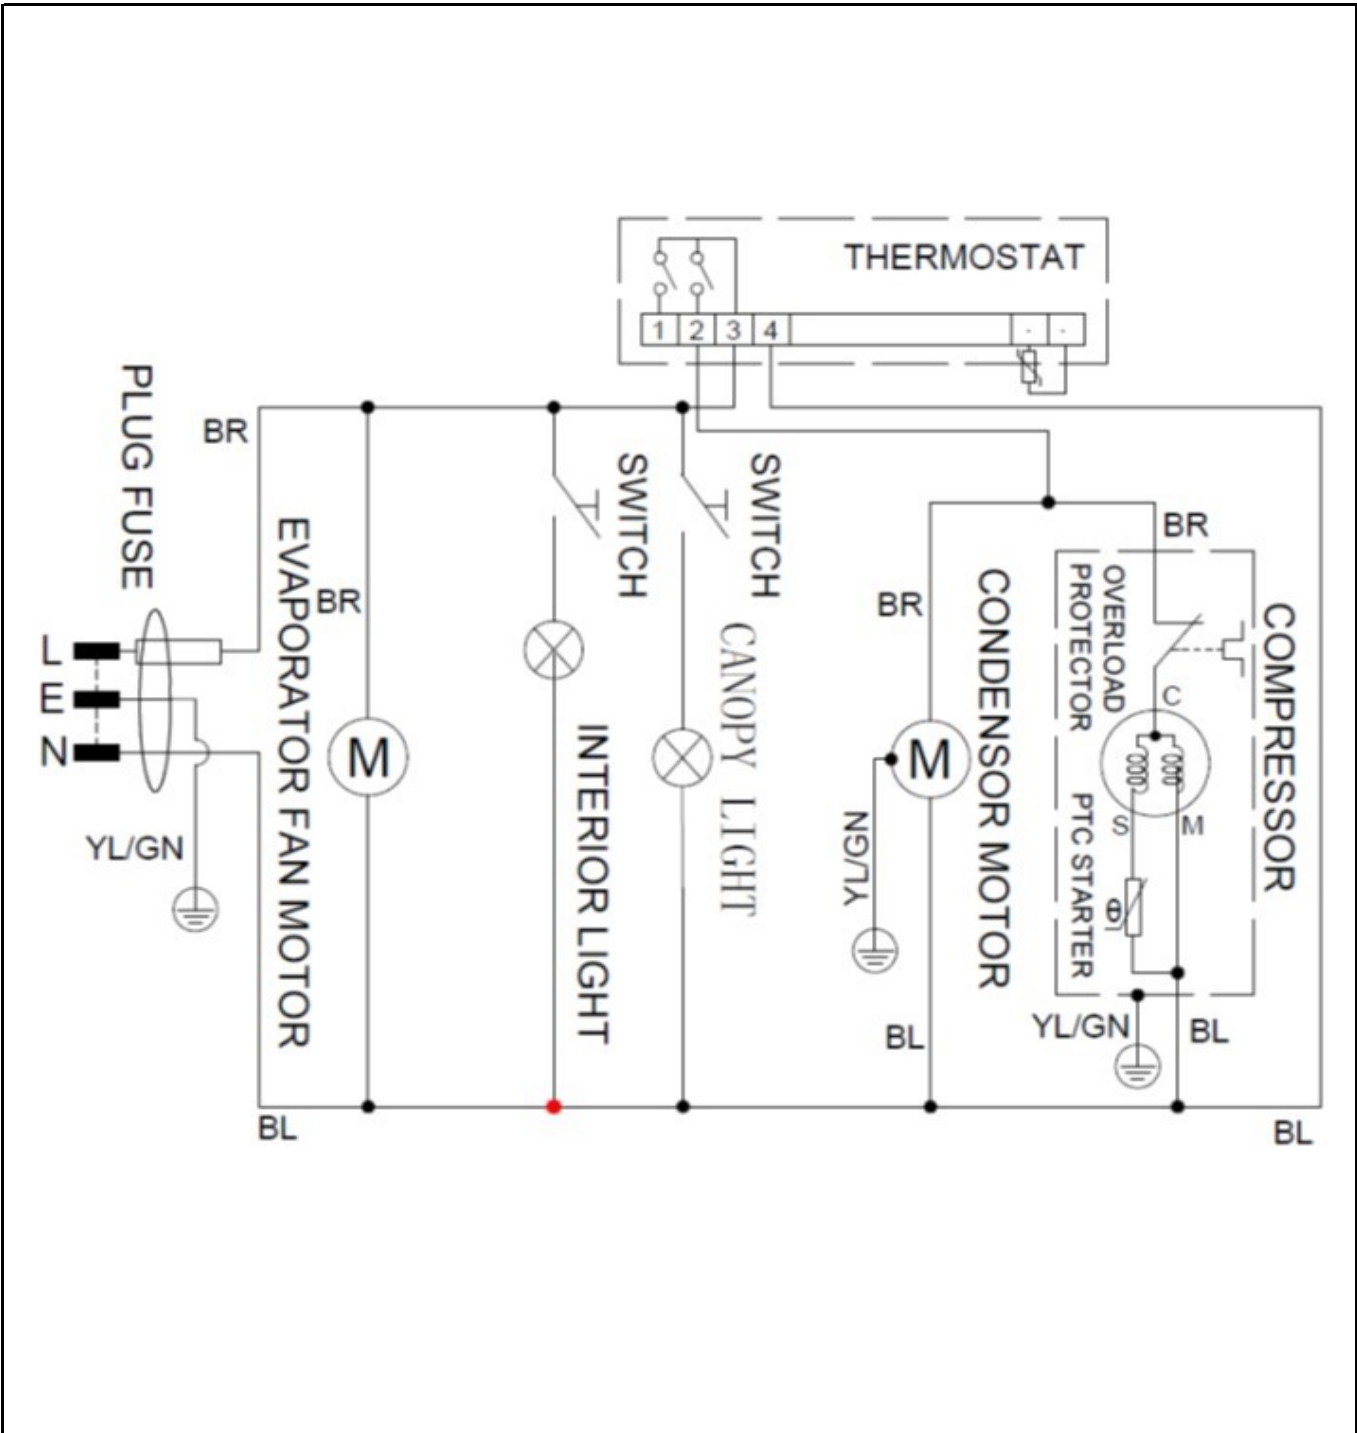 THERMOSTAT
1 2 3 4 - -
PLUG FUSE
BR
SWITCH
SWITCH
BR
EVAPORATOR FAN MOTOR
BR
BR
CONDENSOR MOTOR
OVERLOAD
PROTECTOR
COMPRESSOR
L
E
N
CANOPY LIGHT
C
M
M
INTERIOR LIGHT
S
M
PTC STARTER
Θ
YL/GN
YL/GN
YL/GN
BL
BL
BL
BL